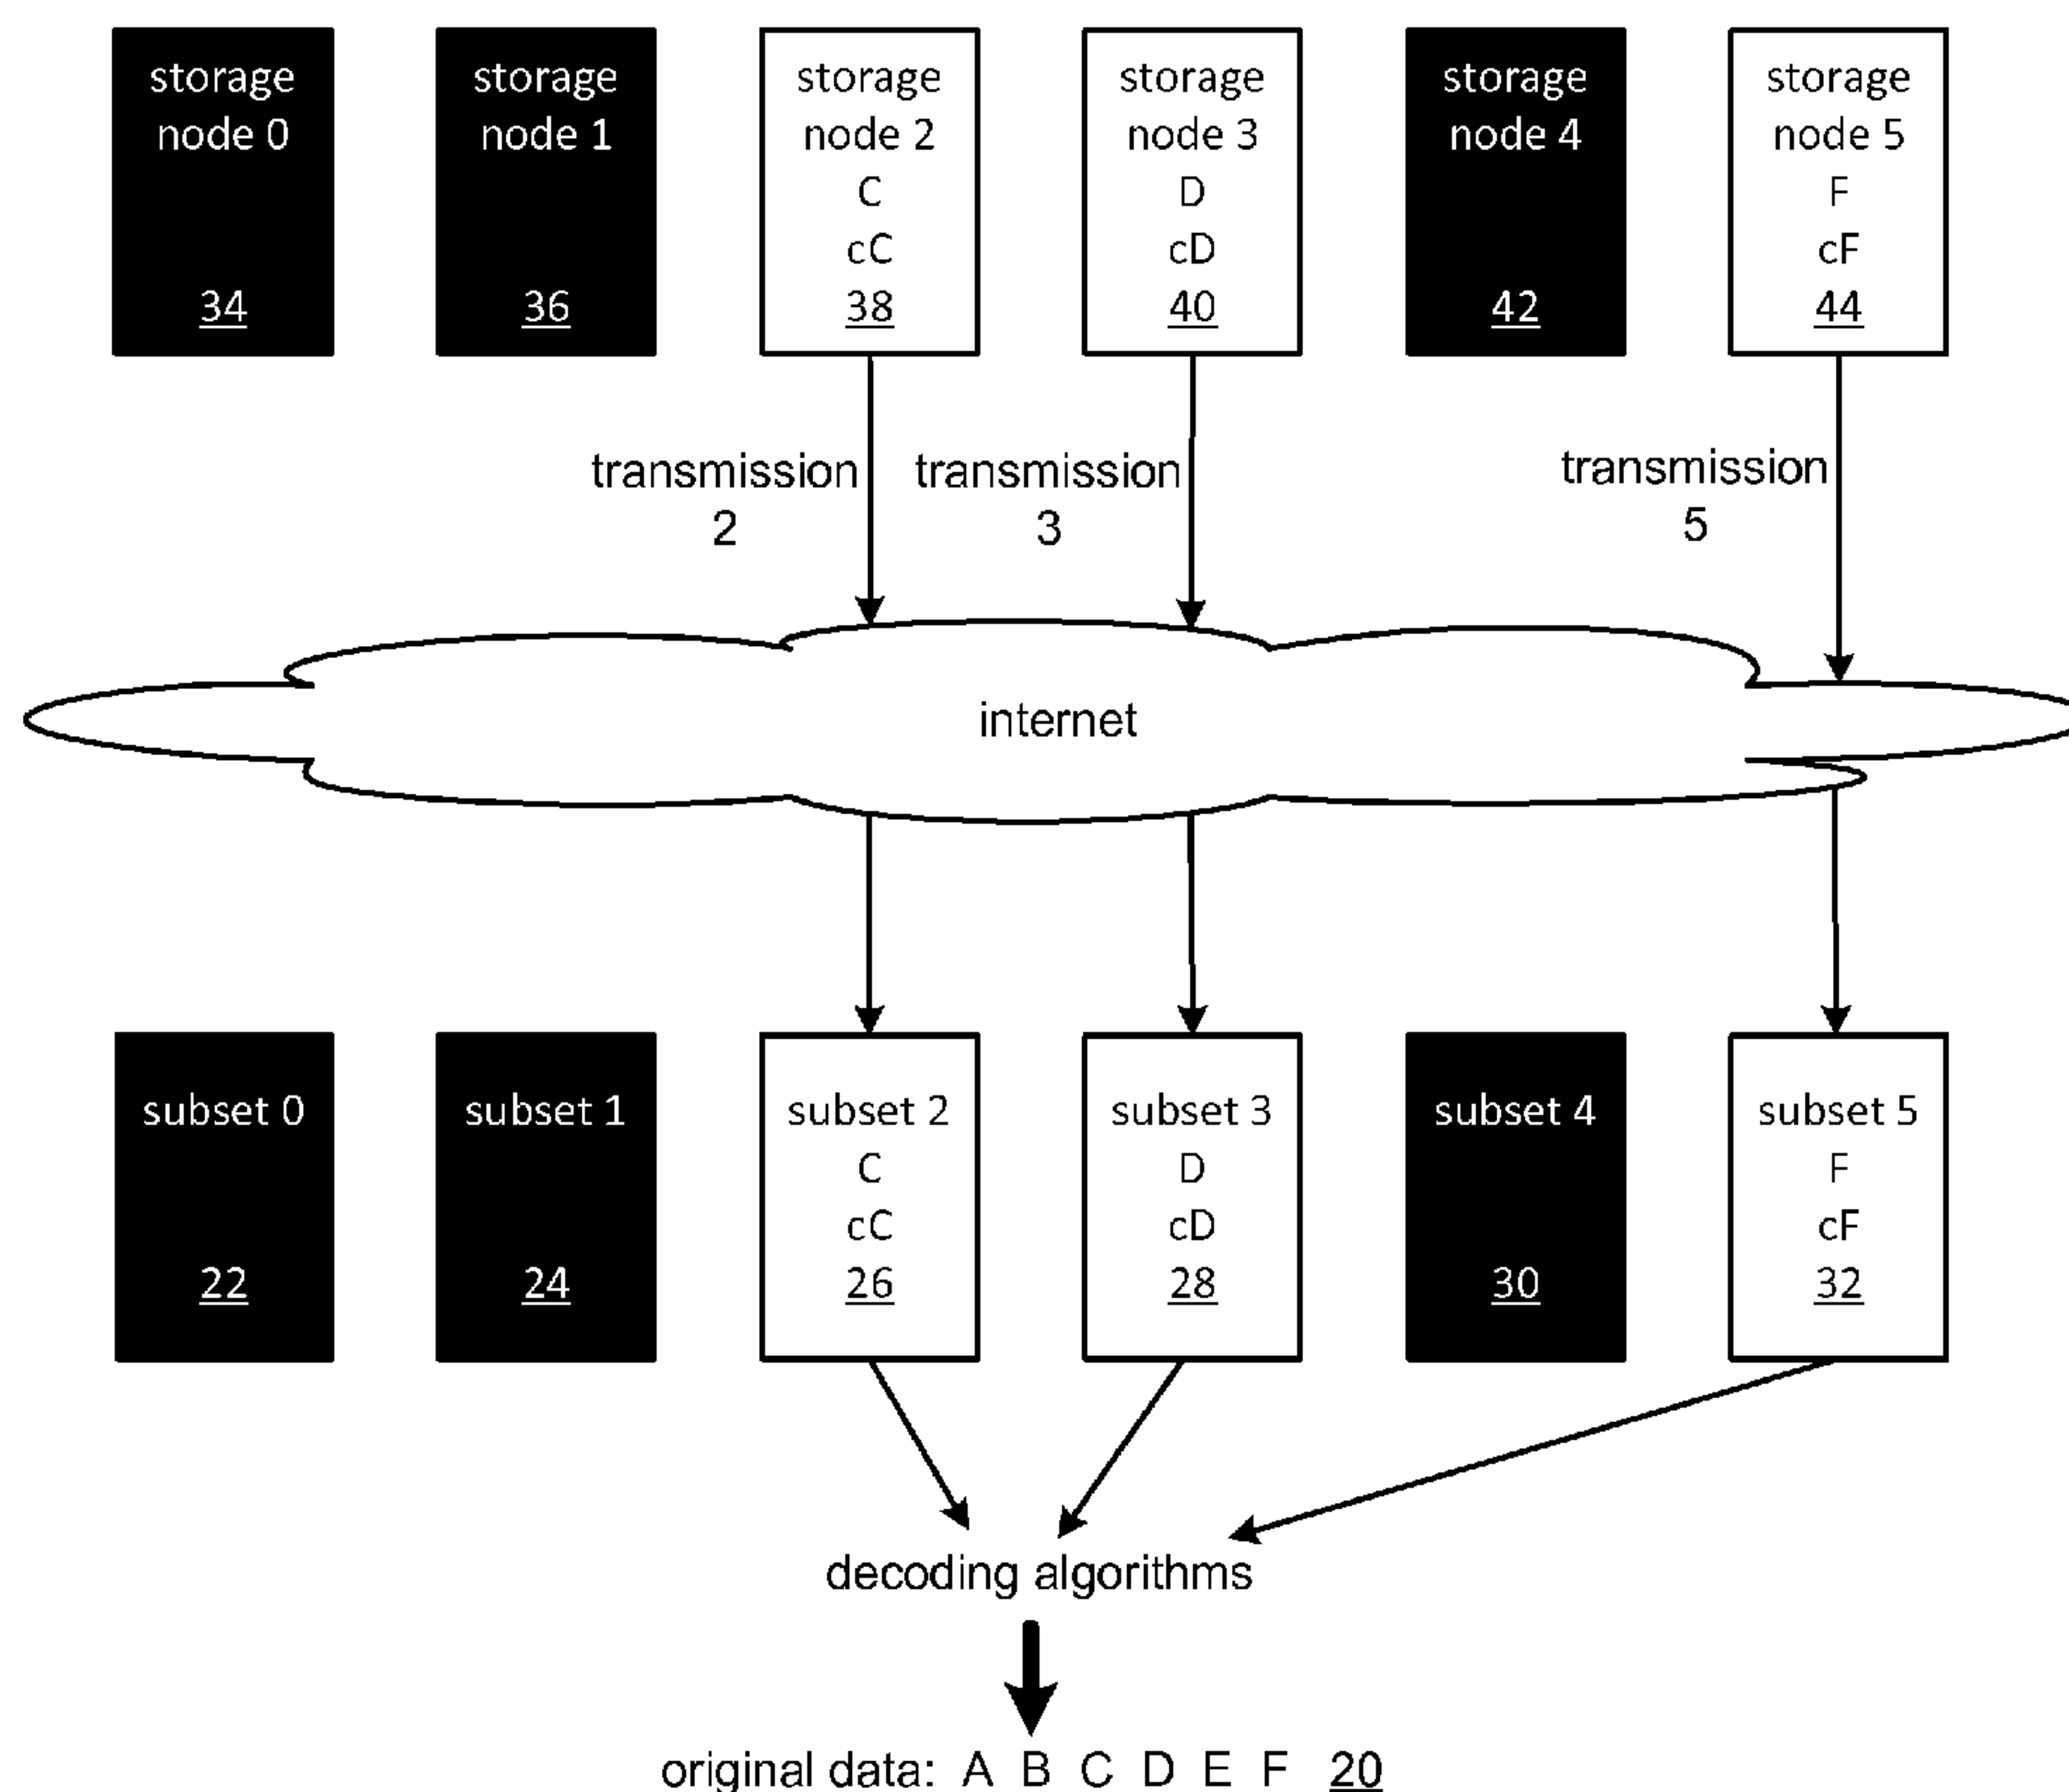 storage
node 0
34
storage
node 1
36
storage
node 2
C
cC
38
storage
node 3
D
cD
40
storage
node 4
42
storage
node 5
F
cF
44
transmission
2
transmission
3
transmission
5
internet
subset 0
22
subset 1
24
subset 2
C
cC
26
subset 3
D
cD
28
subset 4
30
subset 5
F
cF
32
decoding algorithms
original data: A B C D E F 20